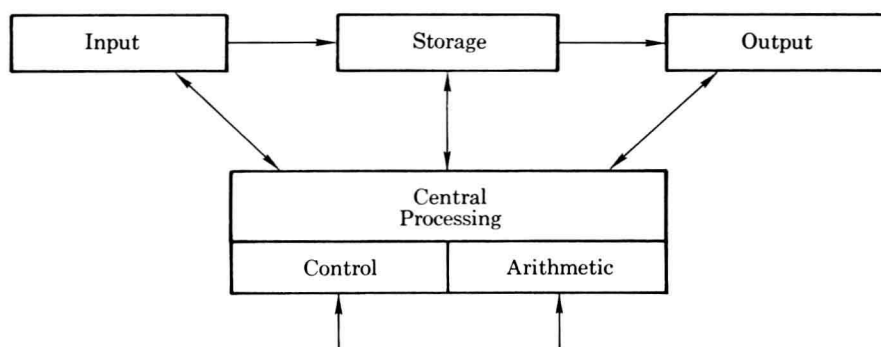 Input
Storage
Output
Central
Processing
Control
Arithmetic